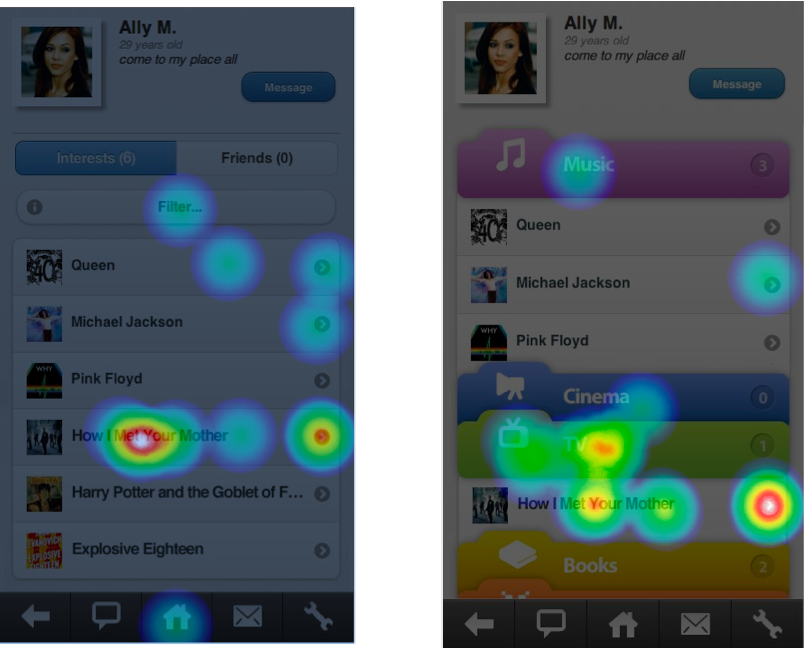 Ally M.
29 years old
come to my place all
Message
Interests (6)
Friends (0)
Filter...
Queen
Michael Jackson
WHY
Pink Floyd
How I Met Your Mother
Harry Potter and the Goblet of F...
Explosive Eighteen
Ally M.
29 years old
come to my place all
Message
Music
3
Queen
Michael Jackson
WHY
Pink Floyd
Cinema
0
TV
1
How I Met Your Mother
Books
2